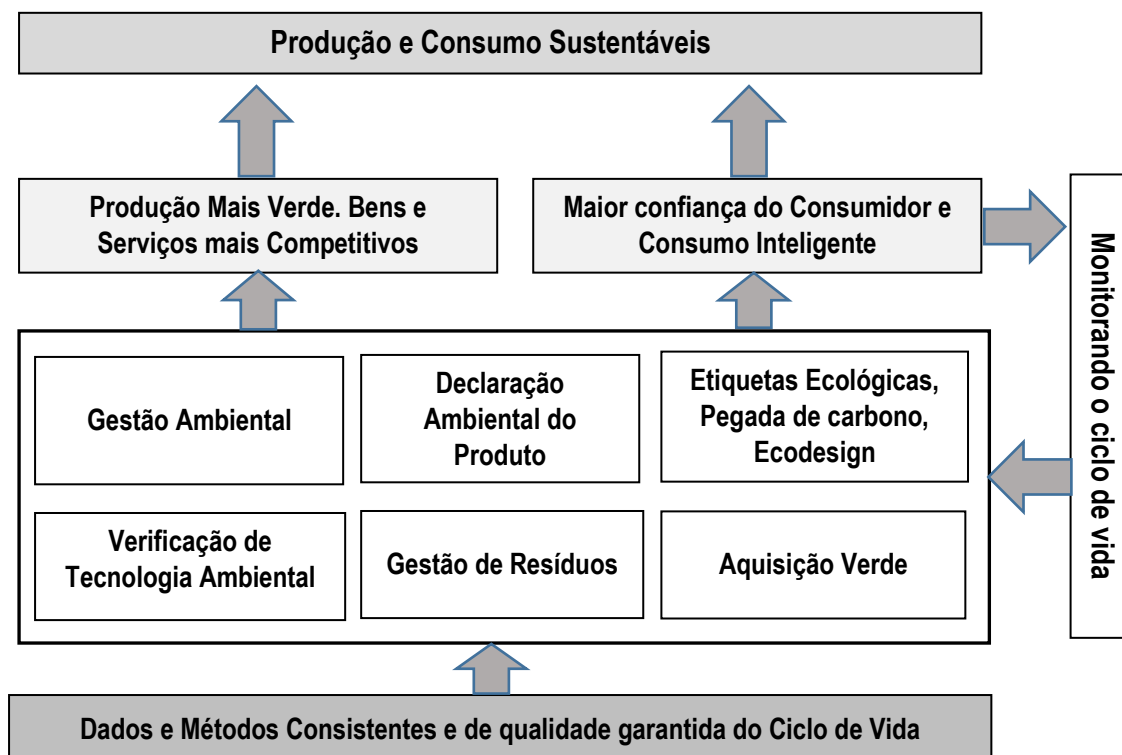 Produção e Consumo Sustentáveis
Produção Mais Verde. Bens e
Serviços mais Competitivos
Maior confiança do Consumidor e
Consumo Inteligente
Monitorando o ciclo de vida
Gestão Ambiental
Declaração
Ambiental do
Produto
Etiquetas Ecológicas,
Pegada de carbono,
Ecodesign
Verificação de
Tecnologia Ambiental
Gestão de Resíduos
Aquisição Verde
Dados e Métodos Consistentes e de qualidade garantida do Ciclo de Vida